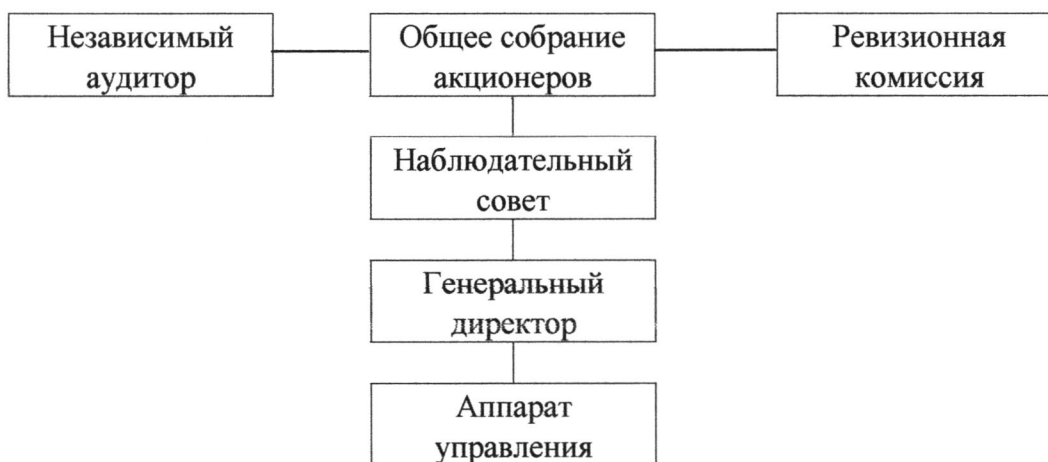 Независимый
аудитор
Общее собрание
акционеров
Ревизионная
комиссия
Наблюдательный
совет
Генеральный
директор
Аппарат
управления